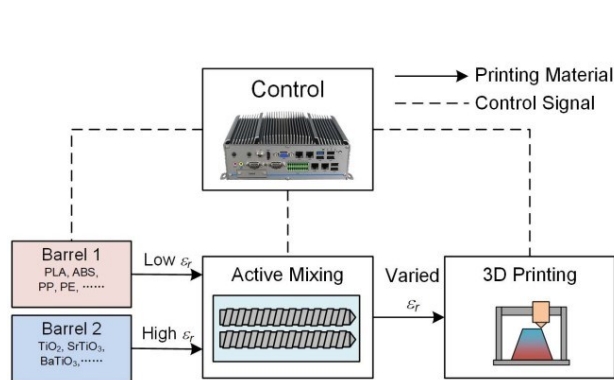 Control
Printing Material
Control Signal
Barrel 1
PLA, ABS,
PP, PE, ······
Low εr
Active Mixing
Varied
εr
3D Printing
Barrel 2
TiO2, SrTiO3,
BaTiO3,······
High εr